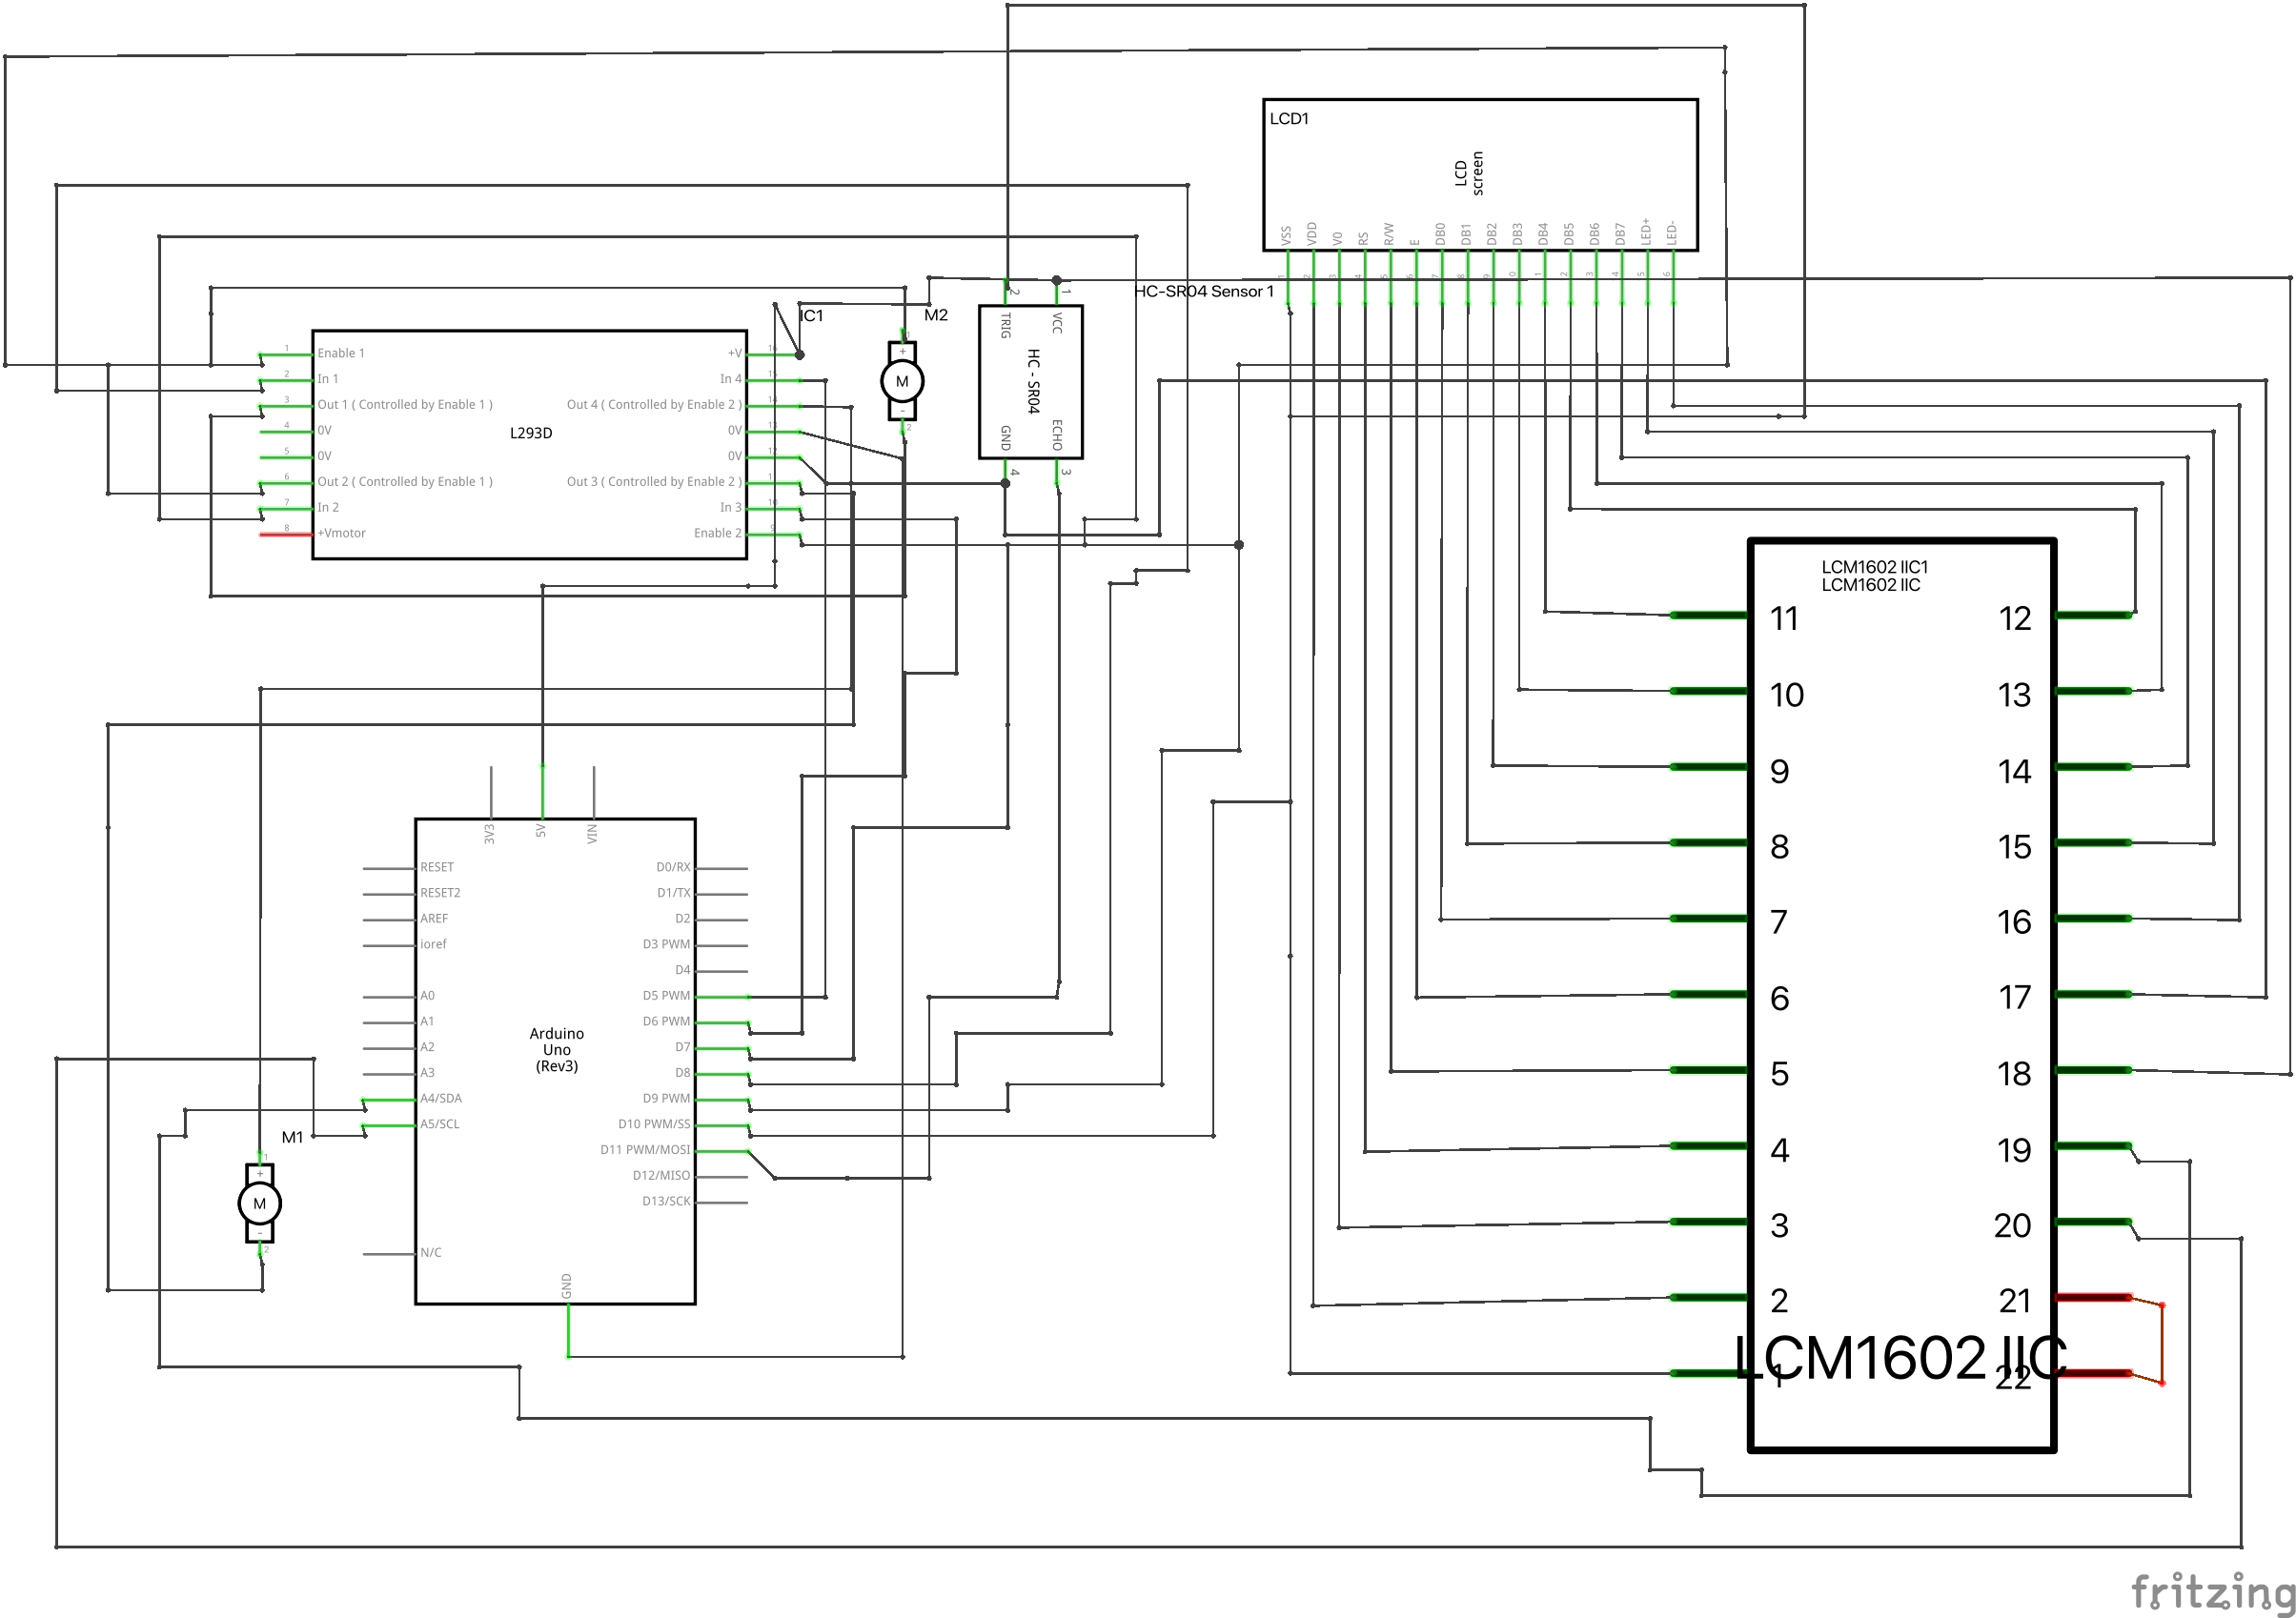 LCD1
LCD
screen
VSS
VDD
V0
RS
R/W
E
DB0
DB1
DB2
DB3
DB4
DB5
DB6
DB7
LED+
LED-
HC-SR04 Sensor 1
2
1
TRIG
VCC
HC - SR04
GND
ECHO
4
3
IC1
M2
+
M
-
2
L293D
1
Enable 1
2
In 1
3
Out 1 ( Controlled by Enable 1 )
4
0V
5
0V
6
Out 2 ( Controlled by Enable 1 )
7
In 2
8
+Vmotor
+V
16
In 4
15
Out 4 ( Controlled by Enable 2 )
14
0V
13
0V
12
Out 3 ( Controlled by Enable 2 )
In 3
10
Enable 2
9
LCM1602 IIC1
LCM1602 IIC
11
12
10
13
9
14
8
15
7
16
6
17
5
18
4
19
3
20
2
21
1
22
LCM1602 IIC
3V3
5V
VIN
RESET
RESET2
AREF
ioref
A0
A1
A2
A3
A4/SDA
A5/SCL
N/C
Arduino
Uno
(Rev3)
D0/RX
D1/TX
D2
D3 PWM
D4
D5 PWM
D6 PWM
D7
D8
D9 PWM
D10 PWM/SS
D11 PWM/MOSI
D12/MISO
D13/SCK
GND
M1
1
+
M
-
2
fritzing